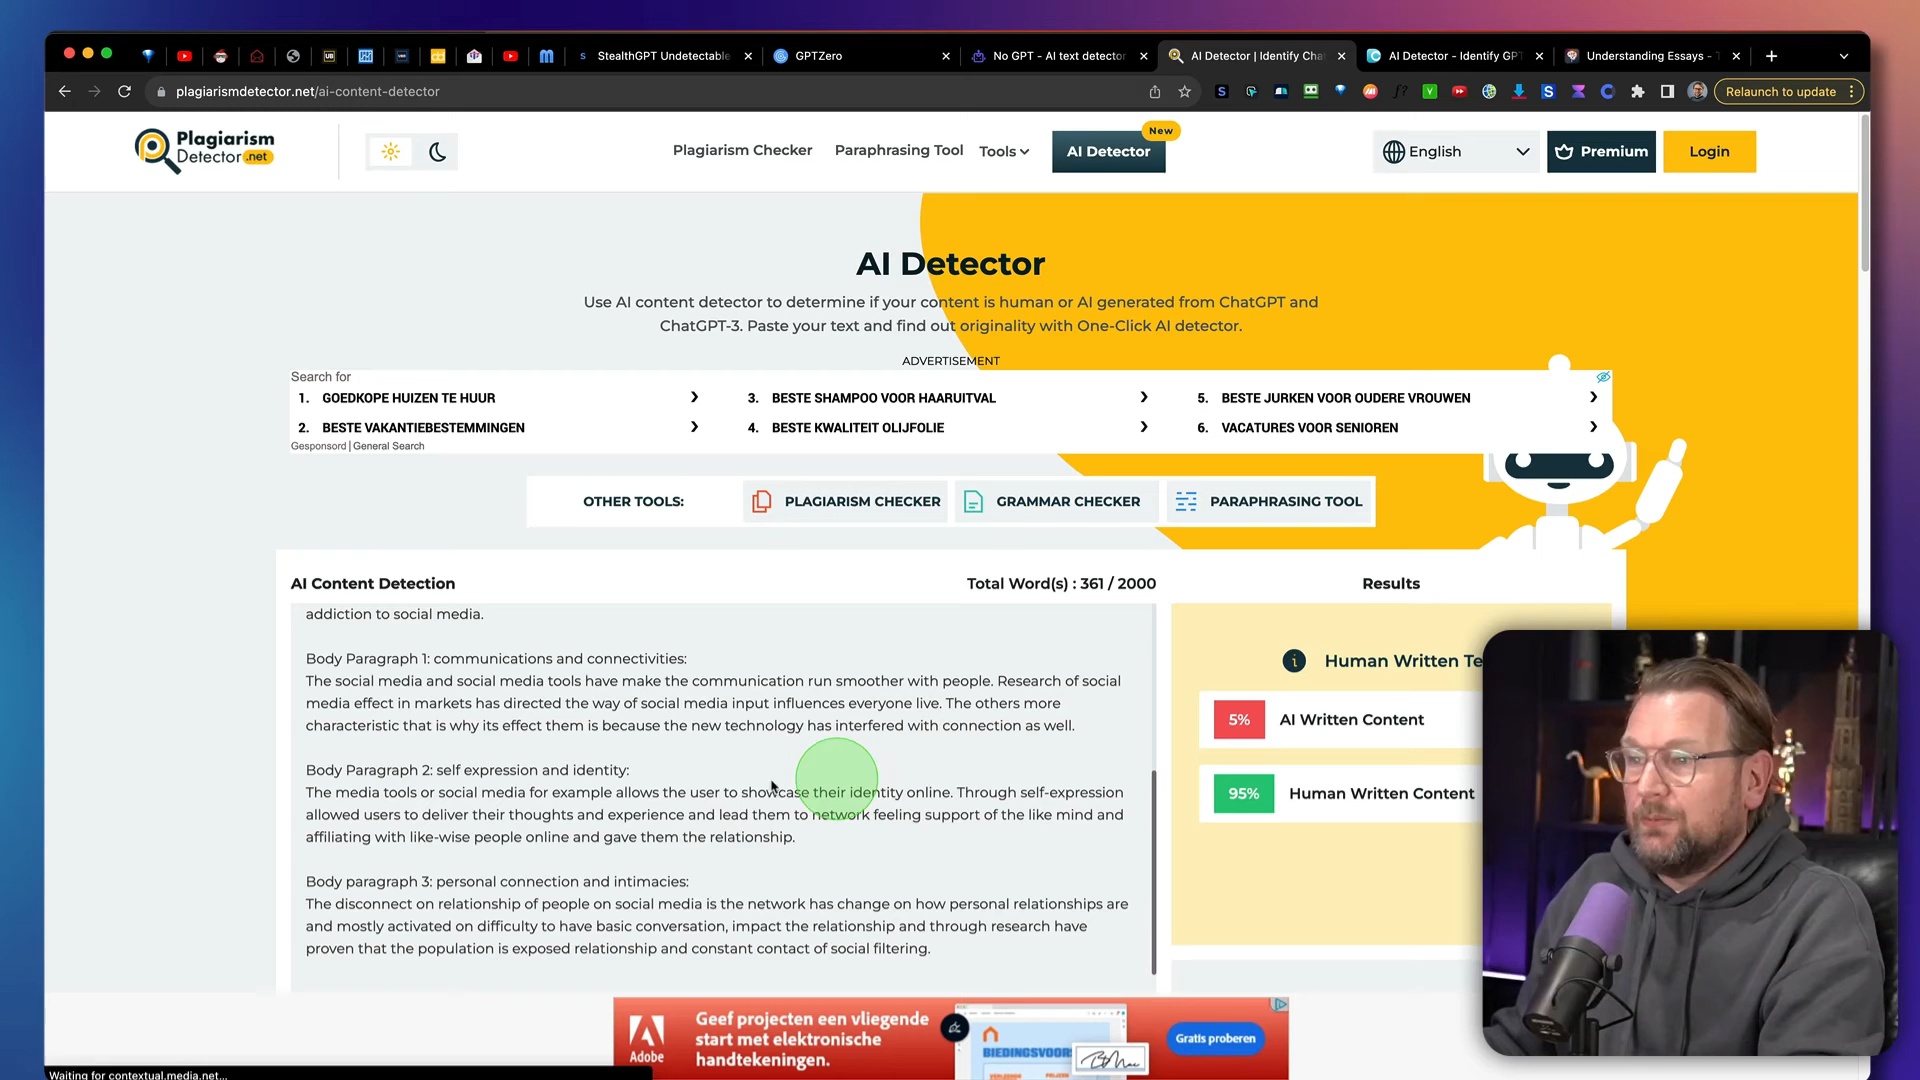 StealthGPT Undetectable
GPTZero
No GPT - AI text detector
AI Detector | Identify Cha
AI Detector - Identify GP
Understanding Essays -
plagiarismdetector.net/ai-content-detector
Relaunch to update
Plagiarism
Detector .net
Plagiarism Checker
Paraphrasing Tool
Tools
AI Detector
New
English
Premium
Login
AI Detector
Use AI content detector to determine if your content is human or AI generated from ChatGPT and
ChatGPT-3. Paste your text and find out originality with One-Click AI detector.
ADVERTISEMENT
Search for
1. GOEDKOPE HUIZEN TE HUUR
2. BESTE VAKANTIEBESTEMMINGEN
3. BESTE SHAMPOO VOOR HAARUITVAL
4. BESTE KWALITEIT OLIJFOLIE
5. BESTE JURKEN VOOR OUDERE VROUWEN
6. VACATURES VOOR SENIOREN
Gesponsord | General Search
OTHER TOOLS:
PLAGIARISM CHECKER
GRAMMAR CHECKER
PARAPHRASING TOOL
AI Content Detection
Total Word(s) : 361 / 2000
addiction to social media.
Body Paragraph 1: communications and connectivities:
The social media and social media tools have make the communication run smoother with people. Research of social
media effect in markets has directed the way of social media input influences everyone live. The others more
characteristic that is why its effect them is because the new technology has interfered with connection as well.
Body Paragraph 2: self expression and identity:
The media tools or social media for example allows the user to showcase their identity online. Through self-expression
allowed users to deliver their thoughts and experience and lead them to network feeling support of the like mind and
affiliating with like-wise people online and gave them the relationship.
Body paragraph 3: personal connection and intimacies:
The disconnect on relationship of people on social media is the network has change on how personal relationships are
and mostly activated on difficulty to have basic conversation, impact the relationship and through research have
proven that the population is exposed relationship and constant contact of social filtering.
Results
Human Written Te
5% AI Written Content
95% Human Written Content
Adobe
Geef projecten een vliegende
start met elektronische
handtekeningen.
BIEDINGSVOORS
Gratis proberen
Waiting for contextual.media.net...